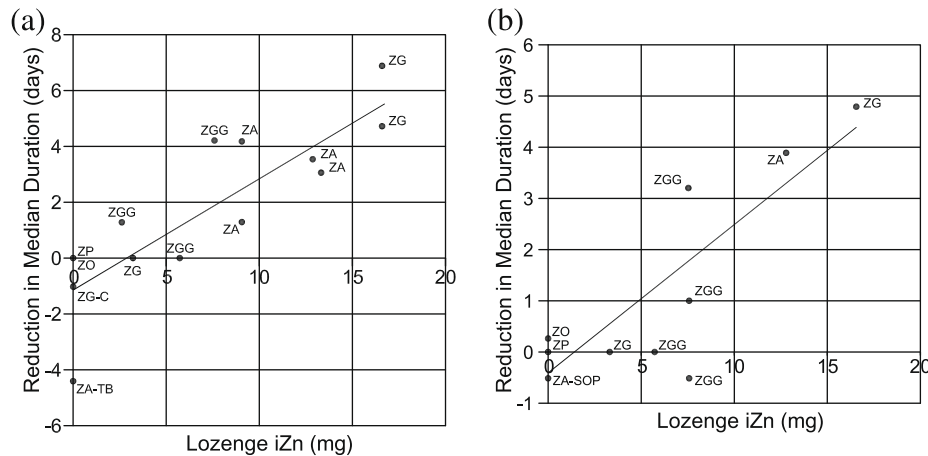 (a)
Reduction in Median Duration (days)
8
6
4
2
0
-2
-4
-6
0
5
10
15
20
ZG
ZG
ZGG
ZA
ZA
ZA
ZGG
ZA
ZP
ZO
ZG
ZGG
ZG-C
ZA-TB
Lozenge iZn (mg)
(b)
Reduction in Median Duration (days)
6
5
4
3
2
1
0
-1
0
5
10
15
20
ZG
ZA
ZGG
ZGG
ZO
ZP
ZG
ZGG
ZA-SOP
ZGG
Lozenge iZn (mg)